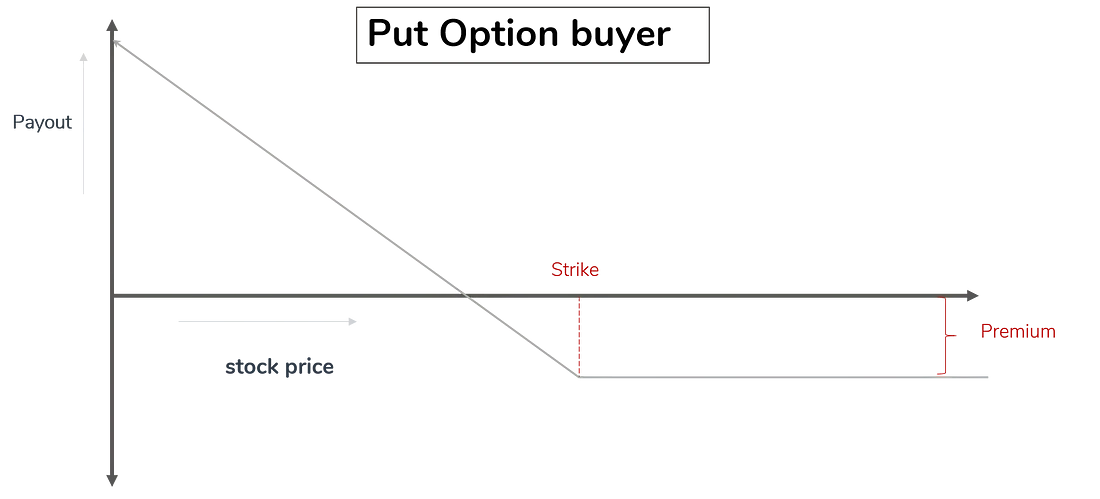 Put Option buyer
Payout
Strike
Premium
stock price